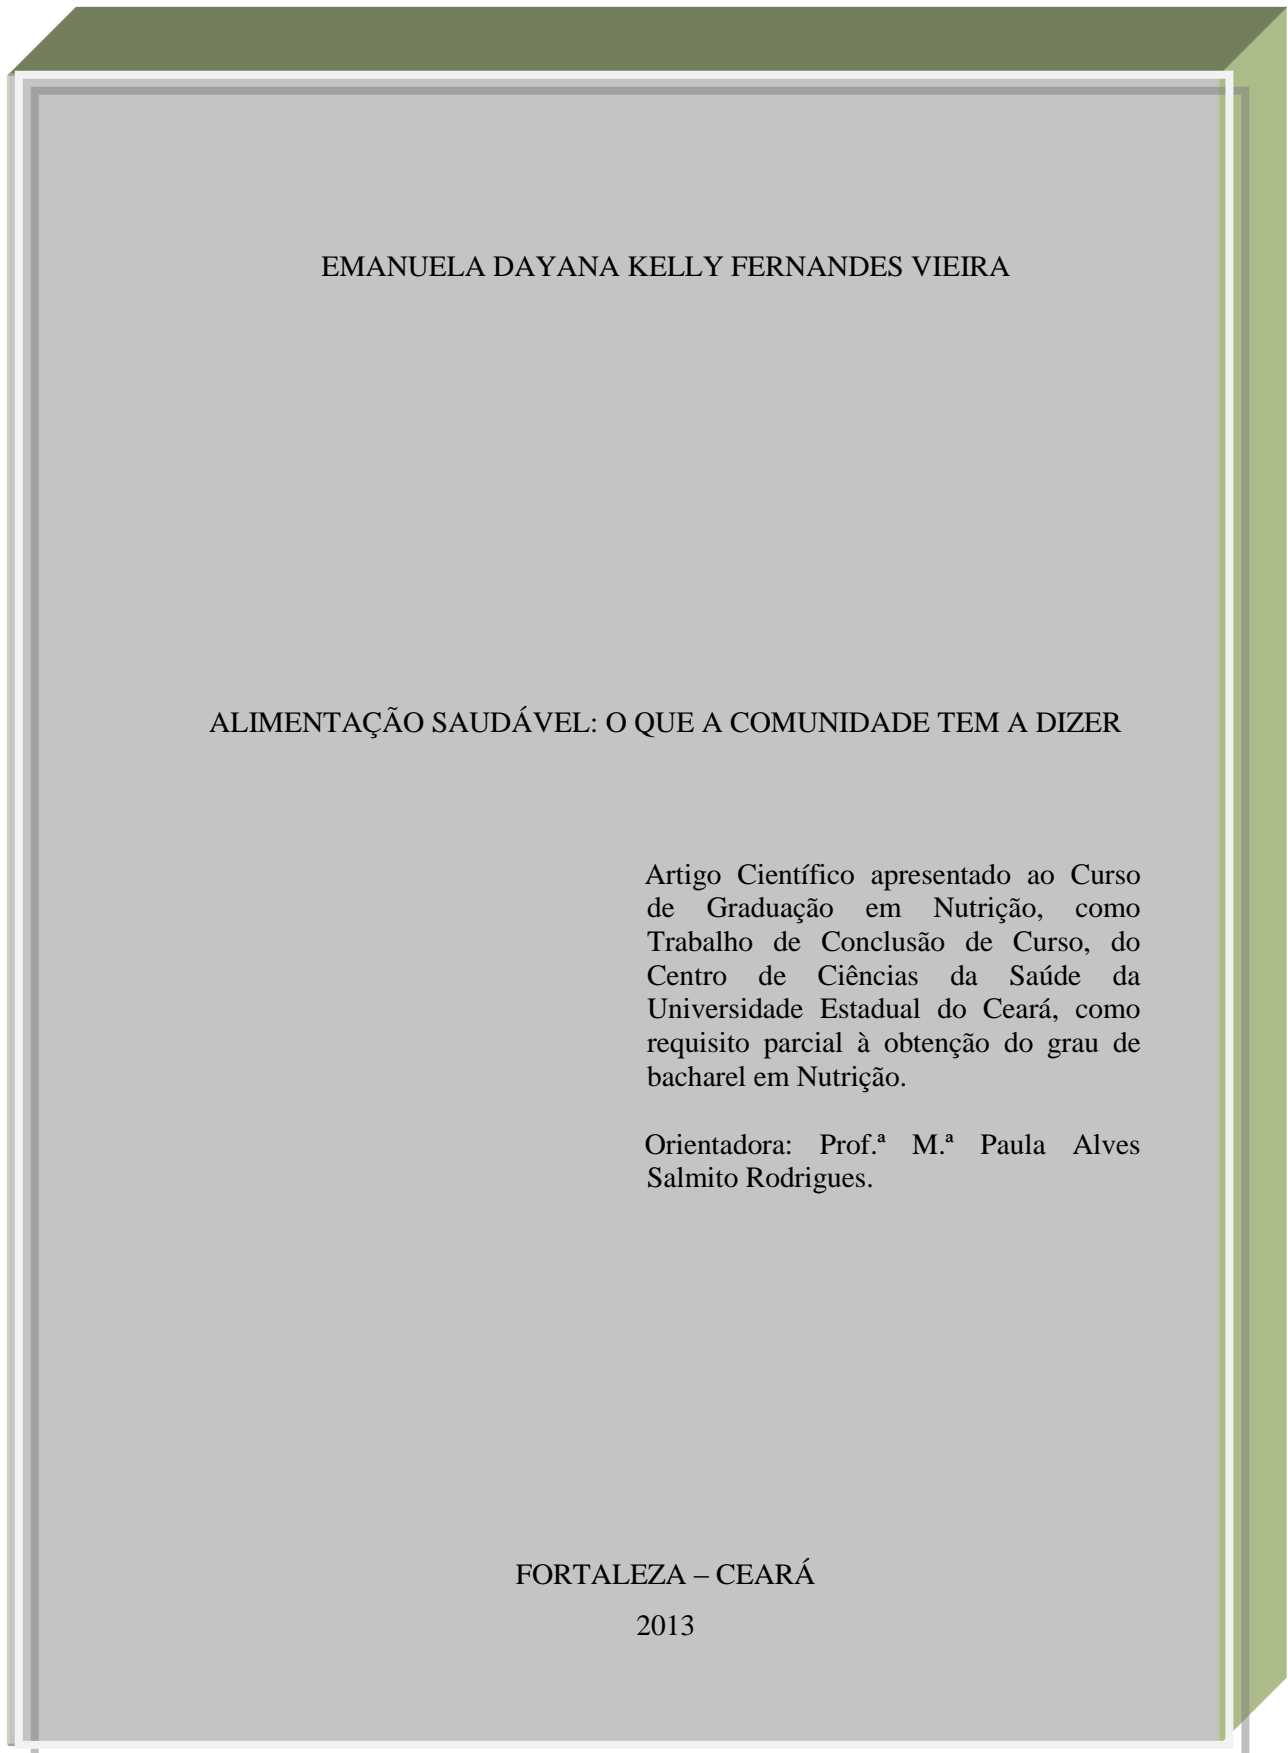 EMANUELA DAYANA KELLY FERNANDES VIEIRA
ALIMENTAÇÃO SAUDÁVEL: O QUE A COMUNIDADE TEM A DIZER
Artigo Científico apresentado ao Curso
de Graduação em Nutrição, como
Trabalho de Conclusão de Curso, do
Centro de Ciências da Saúde da
Universidade Estadual do Ceará, como
requisito parcial à obtenção do grau de
bacharel em Nutrição.
Orientadora: Prof.ª M.ª Paula Alves
Salmito Rodrigues.
FORTALEZA – CEARÁ
2013